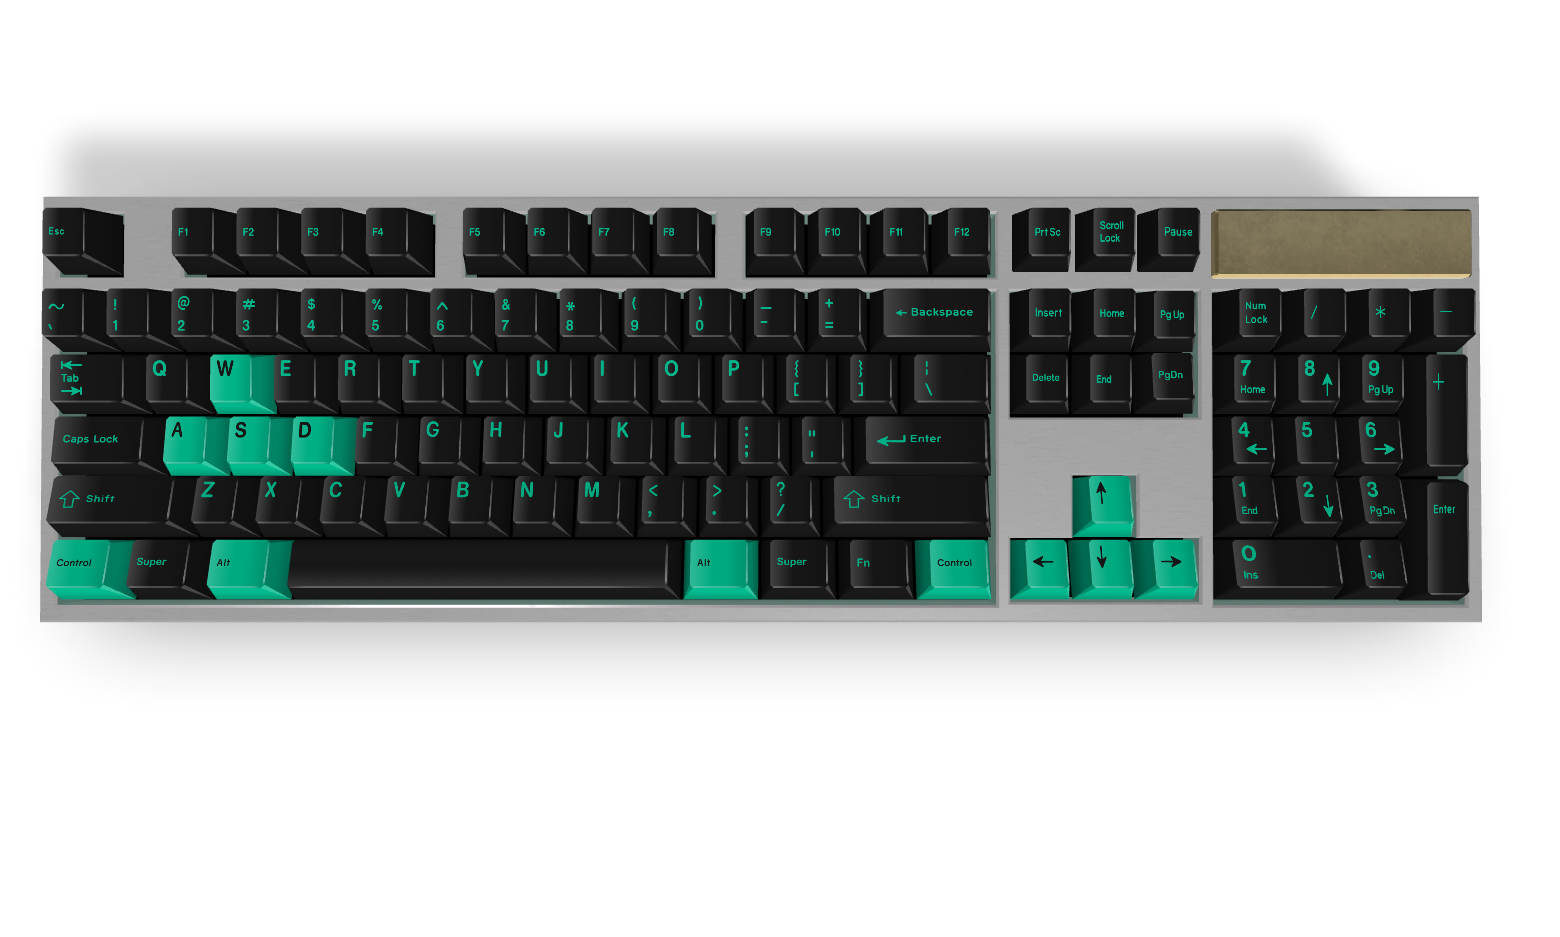 Esc F1 F2 F3 F4 F5 F6 F7 F8 F9 F10 F11 F12 Prt Sc Scroll Lock Pause
~ ! @ # $ % ^ & * ( ) _ + ← Backspace Insert Home Pg Up Num Lock / * —
` 1 2 3 4 5 6 7 8 9 0 - =
Tab Q W E R T Y U I O P { [ } ] ¦ \ Delete End PgDn 7 Home 8 ↑ 9 Pg Up +
Caps Lock A S D F G H J K L : ; " ' Enter 4 ← 5 6 →
Shift Z X C V B N M < , > . ? / Shift ↑ 1 End 2 ↓ 3 Pg Dn Enter
Control Super Alt Alt Super Fn Control ← ↓ → 0 Ins . Del